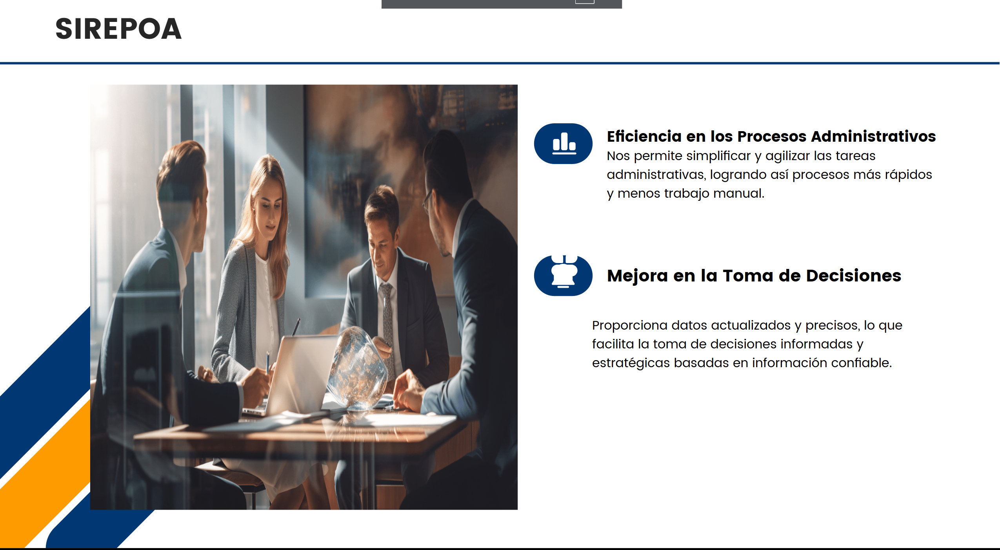 SIREPOA
Eficiencia en los Procesos Administrativos
Nos permite simplificar y agilizar las tareas
administrativas, logrando así procesos más rápidos
y menos trabajo manual.
Mejora en la Toma de Decisiones
Proporciona datos actualizados y precisos, lo que
facilita la toma de decisiones informadas y
estratégicas basadas en información confiable.